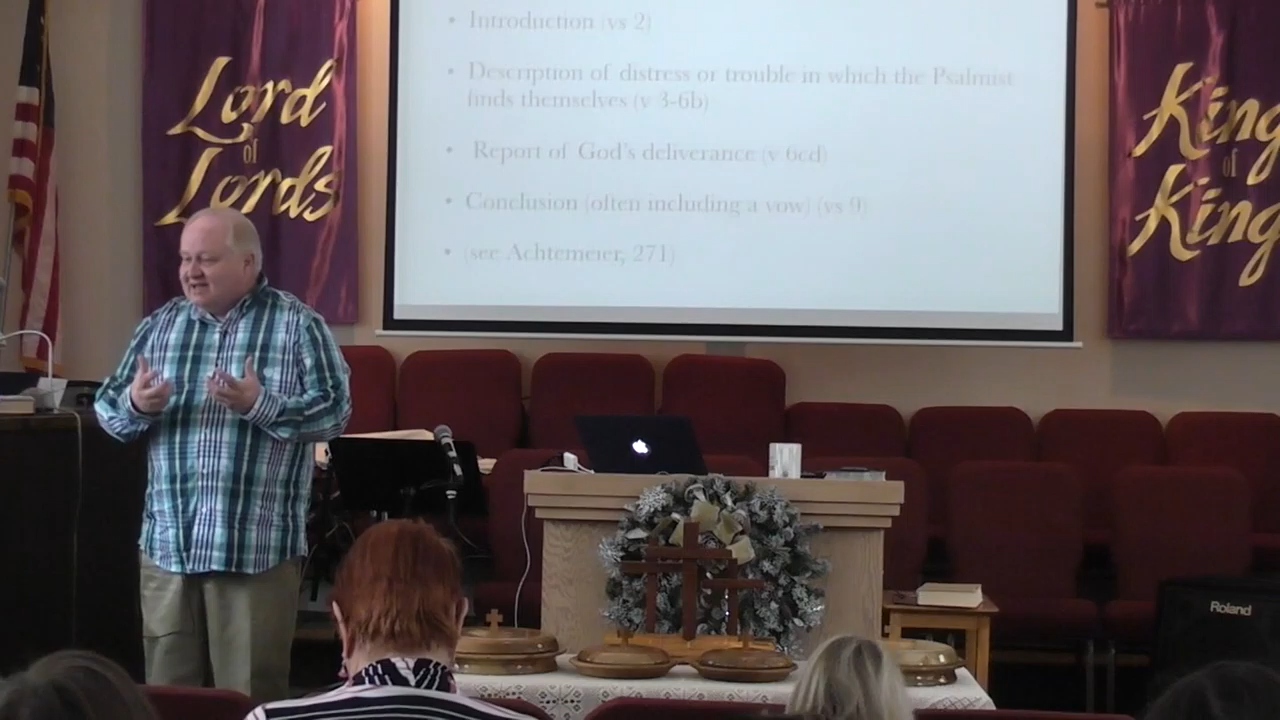 Lord
of
Lords
• Introduction (vs 2)
• Description of distress or trouble in which the Psalmist
finds themselves (v 3-6b)
• Report of God's deliverance (v 6cd)
• Conclusion (often including a vow) (vs 9)
• (see Achtemeier, 271)
King
of
King
Roland